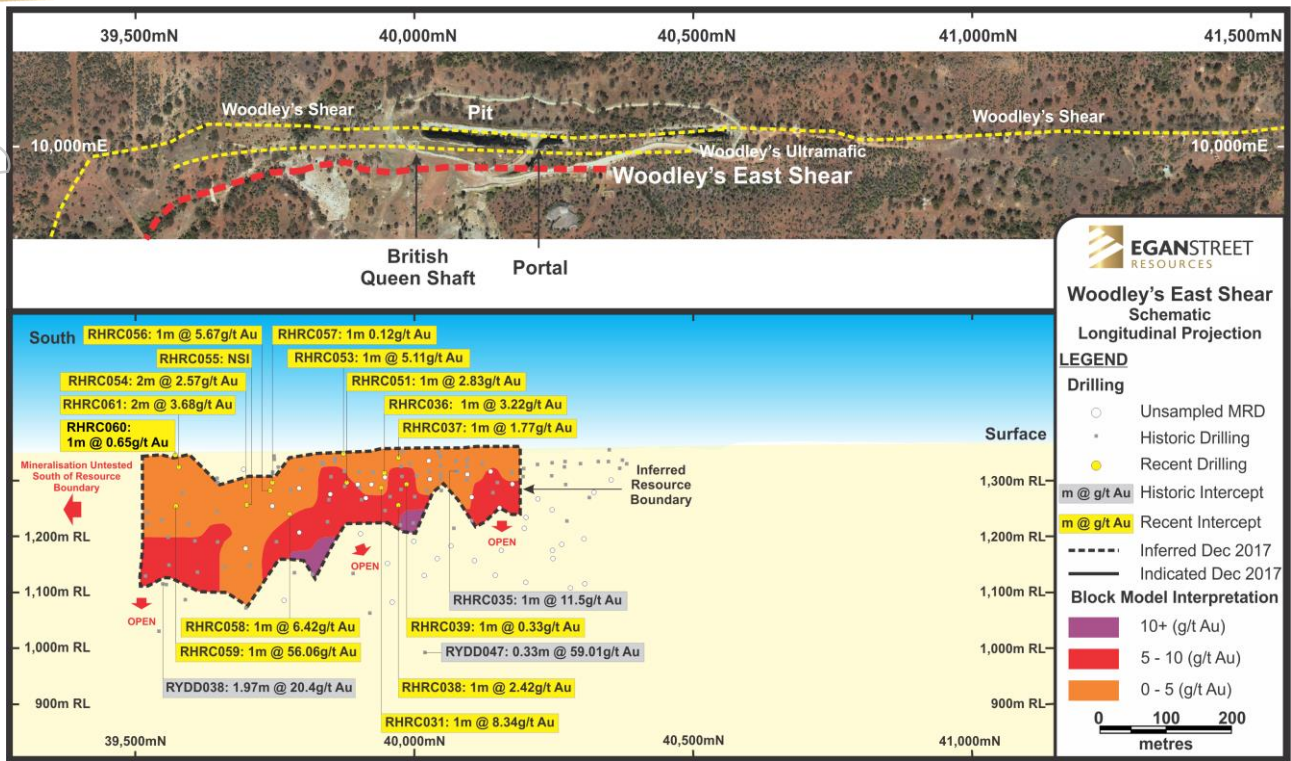 39,500mN
40,000mN
40,500mN
41,000mN
41,500mN
Woodley's Shear
Pit
Woodley's Shear
10,000mE
10,000mE
Woodley's Ultramafic
Woodley's East Shear
British
Queen Shaft
Portal
EGANSTREET
RESOURCES
Woodley's East Shear
Schematic
Longitudinal Projection
LEGEND
Drilling
Unsampled MRD
Historic Drilling
Recent Drilling
m @ g/t Au Historic Intercept
m @ g/t Au Recent Intercept
Inferred Dec 2017
Indicated Dec 2017
Block Model Interpretation
10+ (g/t Au)
5 - 10 (g/t Au)
0 - 5 (g/t Au)
0 100 200
metres
South
RHRC056: 1m @ 5.67g/t Au
RHRC057: 1m 0.12g/t Au
RHRC055: NSI
RHRC053: 1m @ 5.11g/t Au
RHRC054: 2m @ 2.57g/t Au
RHRC051: 1m @ 2.83g/t Au
RHRC061: 2m @ 3.68g/t Au
RHRC036: 1m @ 3.22g/t Au
RHRC060:
1m @ 0.65g/t Au
RHRC037: 1m @ 1.77g/t Au
Surface
Mineralisation Untested
South of Resource
Boundary
Inferred
Resource
Boundary
1,300m RL
1,200m RL
1,200m RL
OPEN
OPEN
1,100m RL
1,100m RL
OPEN
RHRC035: 1m @ 11.5g/t Au
RHRC058: 1m @ 6.42g/t Au
RHRC039: 1m @ 0.33g/t Au
RHRC059: 1m @ 56.06g/t Au
RYDD047: 0.33m @ 59.01g/t Au
1,000m RL
1,000m RL
RYDD038: 1.97m @ 20.4g/t Au
RHRC038: 1m @ 2.42g/t Au
900m RL
900m RL
RHRC031: 1m @ 8.34g/t Au
39,500mN
40,000mN
40,500mN
41,000mN